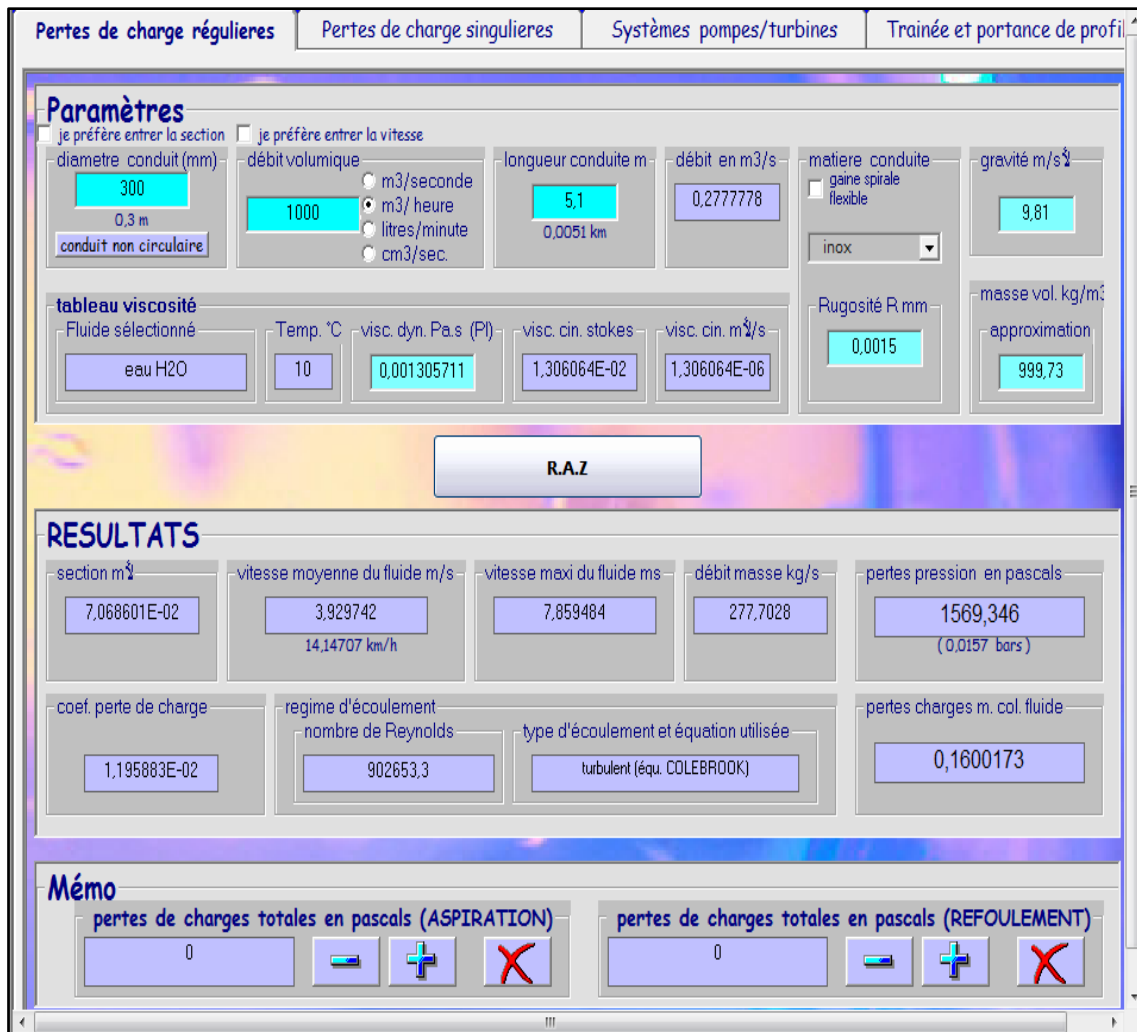 Pertes de charge régulieres
Pertes de charge singulieres
Systèmes pompes/turbines
Trainée et portance de profil
Paramètres
je préfère entrer la section
je préfère entrer la vitesse
diametre conduit (mm)
300
0,3 m
conduit non circulaire
débit volumique
1000
m3/seconde
m3/ heure
litres/minute
cm3/sec.
longueur conduite m
5,1
0,0051 km
débit en m3/s
0,2777778
matiere conduite
gaine spirale
flexible
inox
Rugosité R mm
0,0015
gravité m/s²
9,81
masse vol. kg/m3
approximation
999,73
tableau viscosité
Fluide sélectionné
eau H2O
Temp. °C
10
visc. dyn. Pa.s (Pl)
0,001305711
visc. cin. stokes
1,306064E-02
visc. cin. m²/s
1,306064E-06
R.A.Z
RESULTATS
section m²
7,068601E-02
vitesse moyenne du fluide m/s
3,929742
14,14707 km/h
vitesse maxi du fluide ms
7,859484
débit masse kg/s
277,7028
pertes pression en pascals
1569,346
( 0,0157 bars )
coef. perte de charge
1,195883E-02
regime d'écoulement
nombre de Reynolds
902653,3
type d'écoulement et équation utilisée
turbulent (équ. COLEBROOK)
pertes charges m. col. fluide
0,1600173
Mémo
pertes de charges totales en pascals (ASPIRATION)
0
pertes de charges totales en pascals (REFOULEMENT)
0